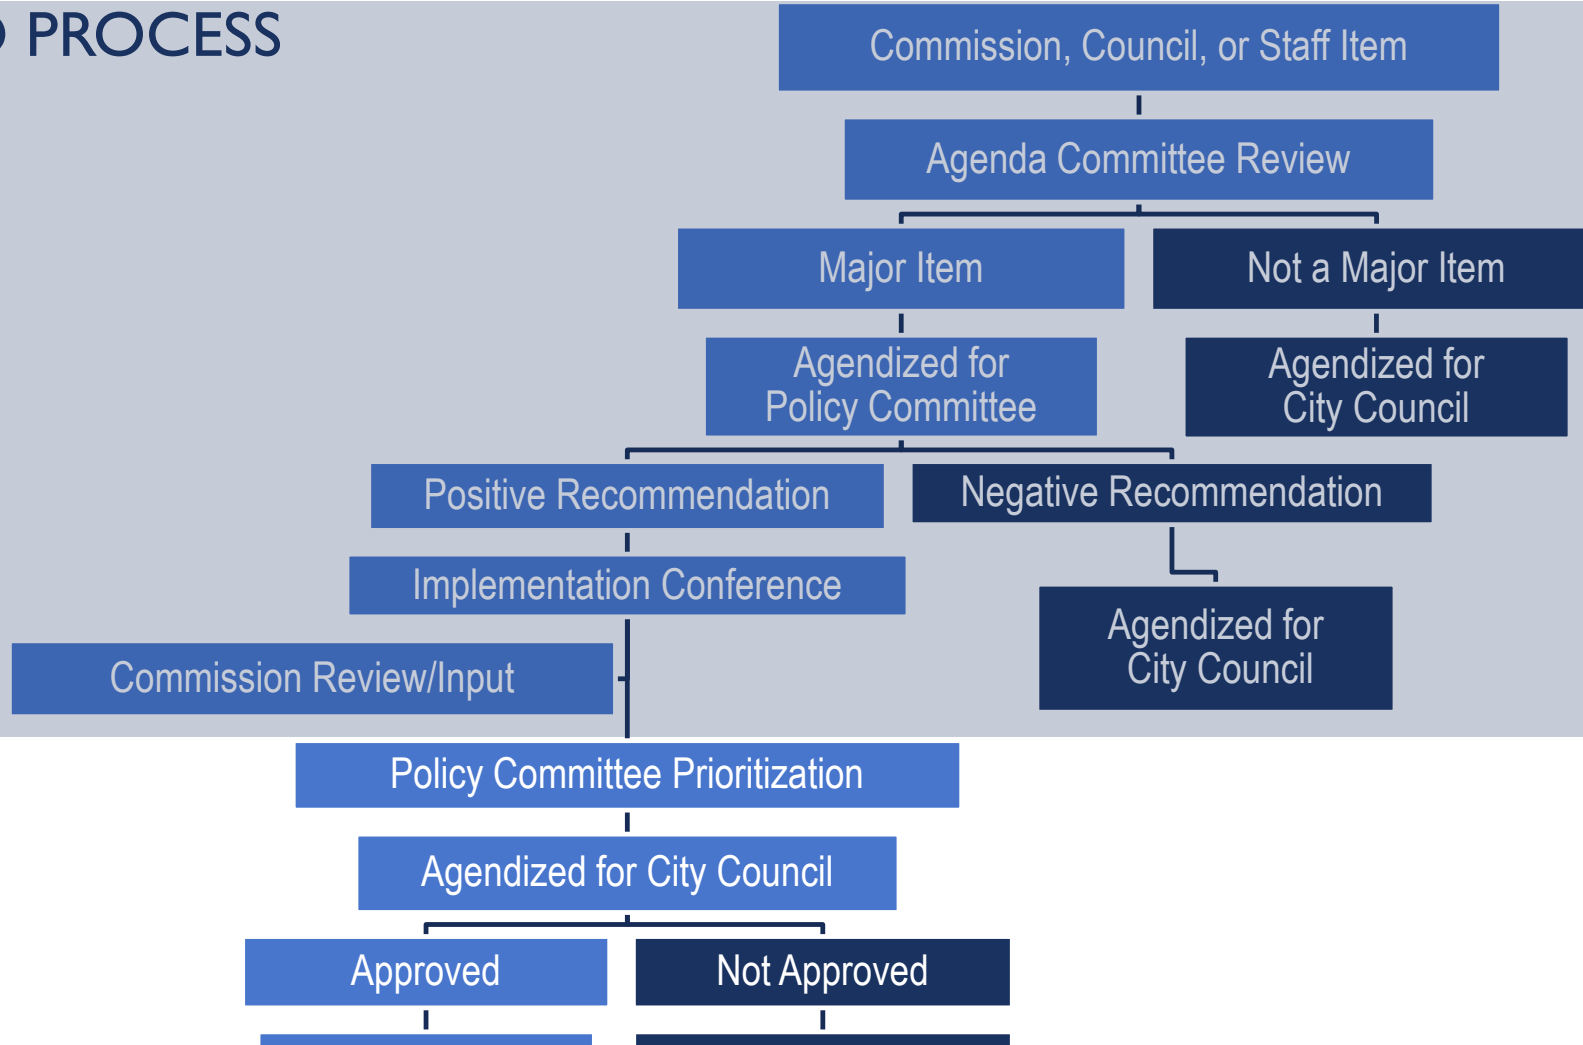 PROCESS
Commission, Council, or Staff Item
Agenda Committee Review
Major Item
Not a Major Item
Agendized for
Policy Committee
Agendized for
City Council
Positive Recommendation
Negative Recommendation
Implementation Conference
Agendized for
City Council
Commission Review/Input
Policy Committee Prioritization
Agendized for City Council
Approved
Not Approved